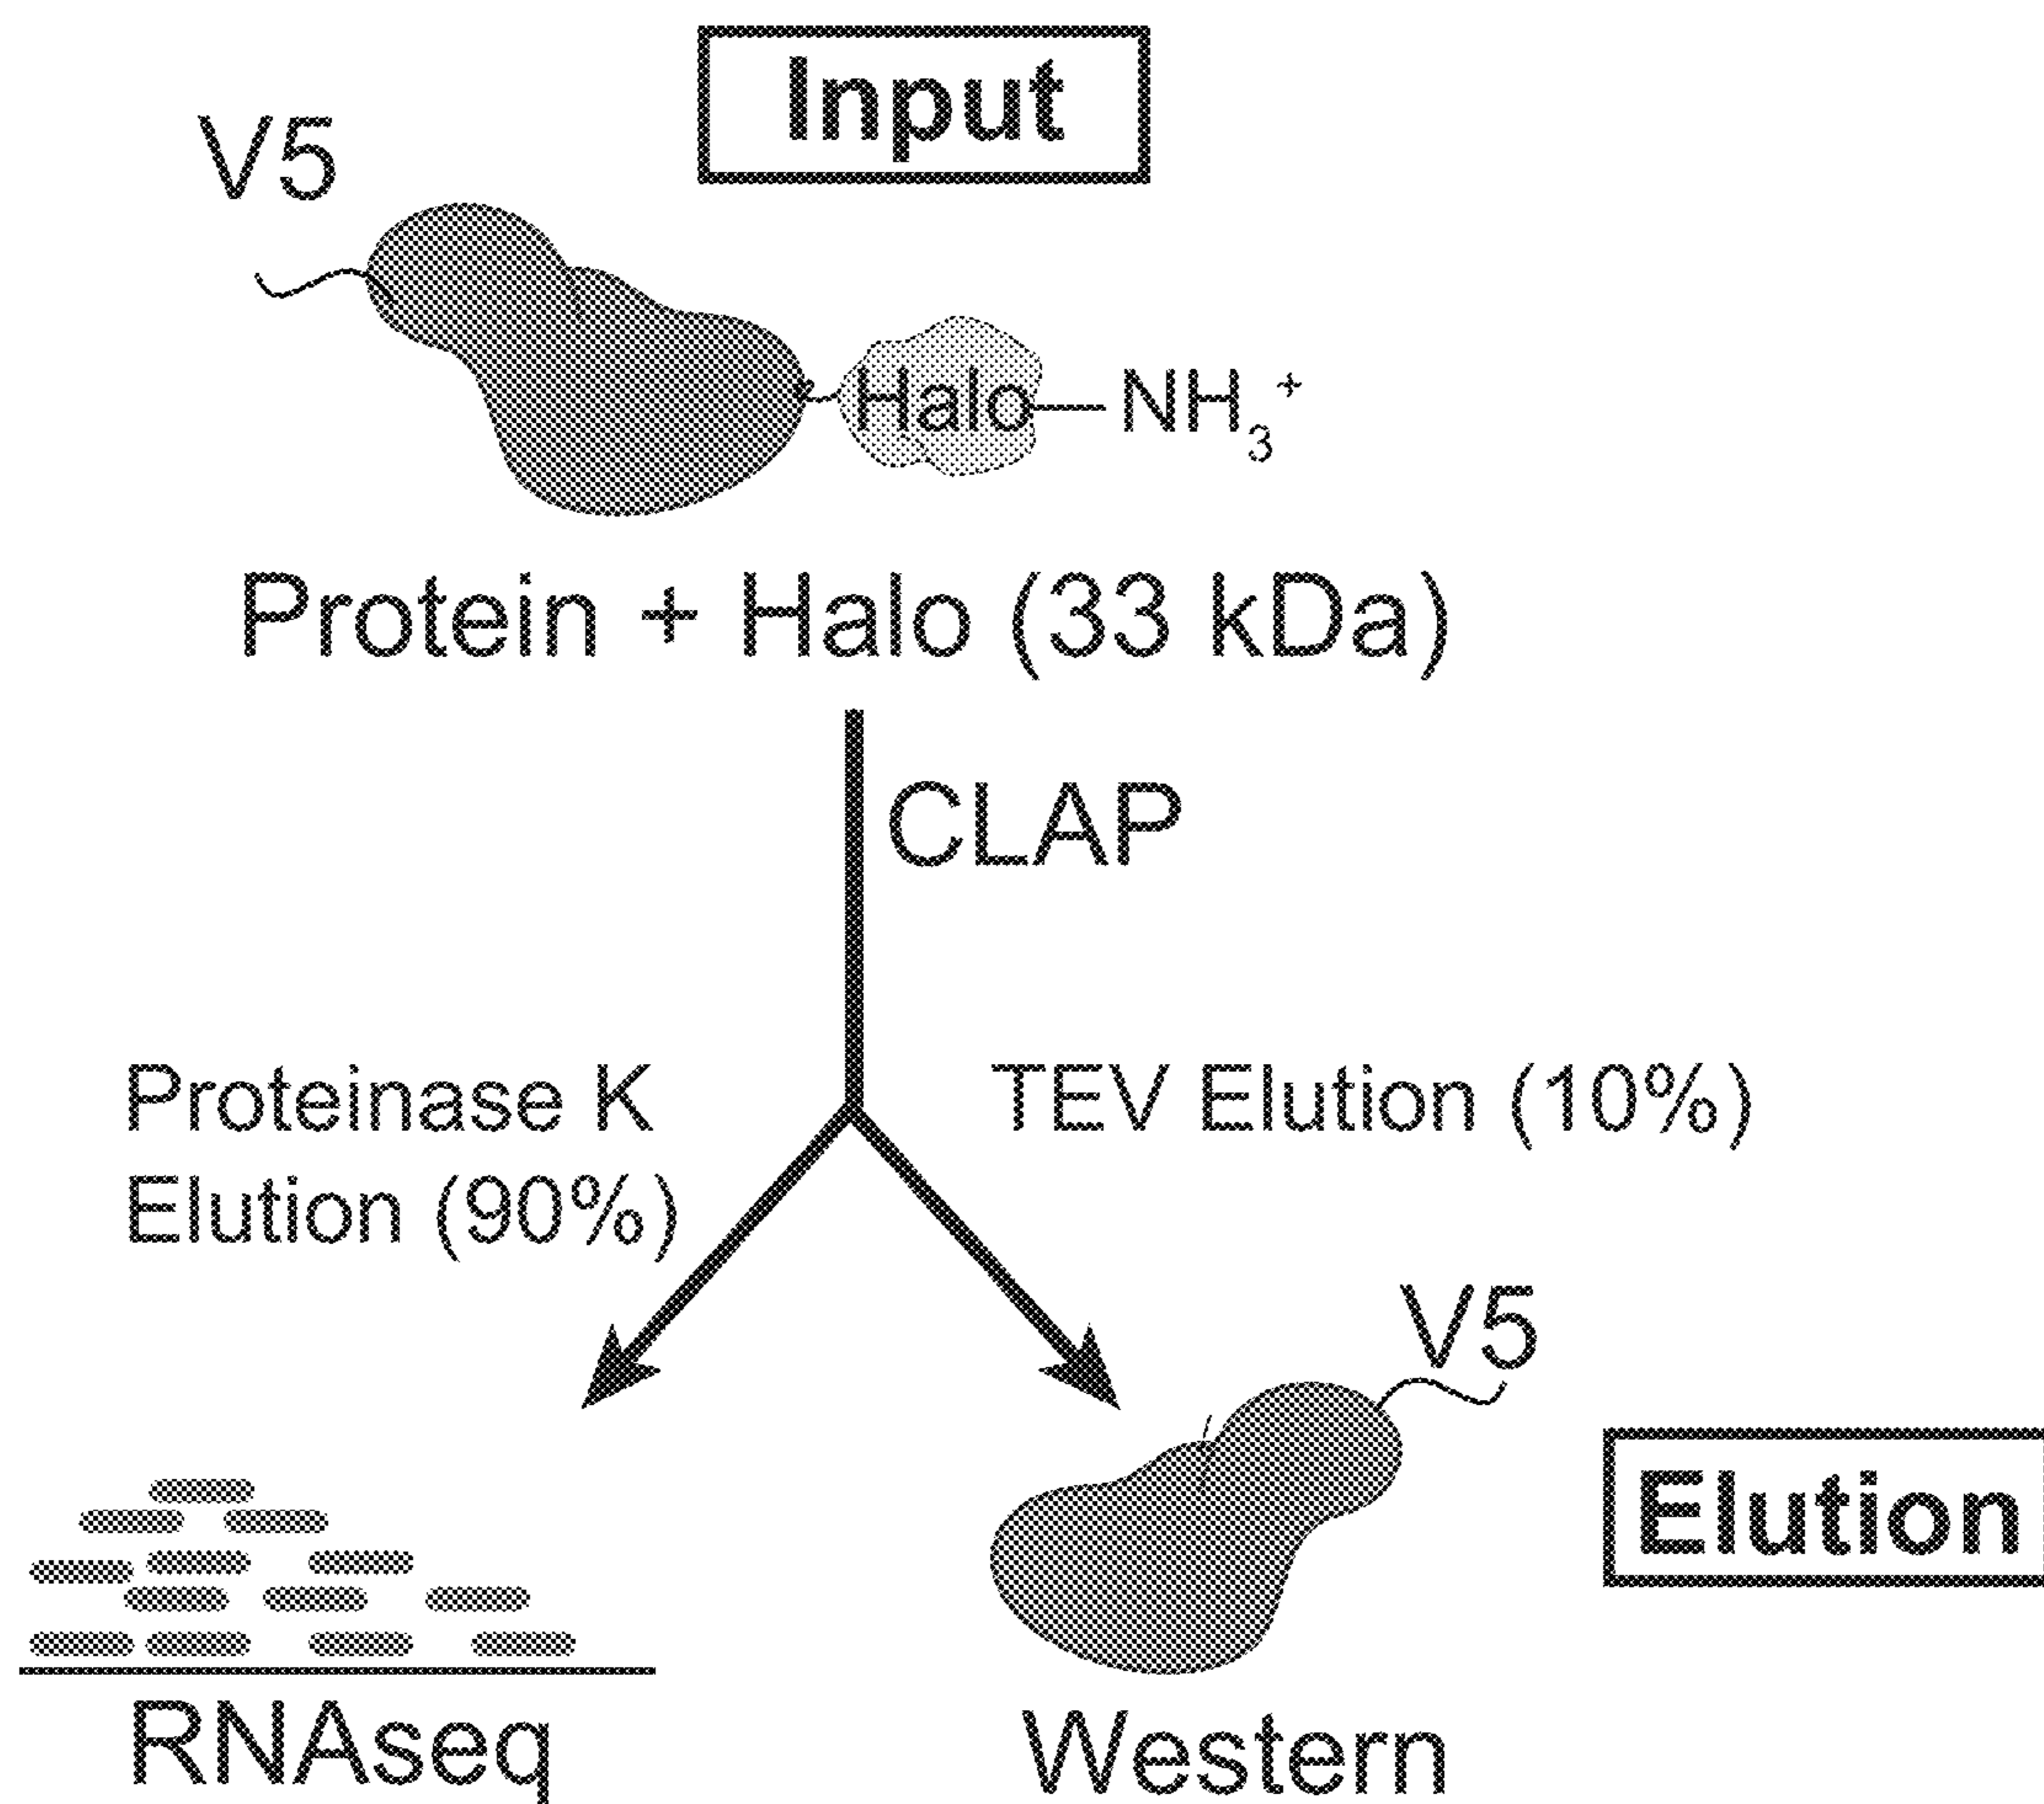 Input
V5
Halo
NH3+
Protein + Halo (33 kDa)
CLAP
Proteinase K
Elution (90%)
TEV Elution (10%)
V5
Elution
RNAseq
Western